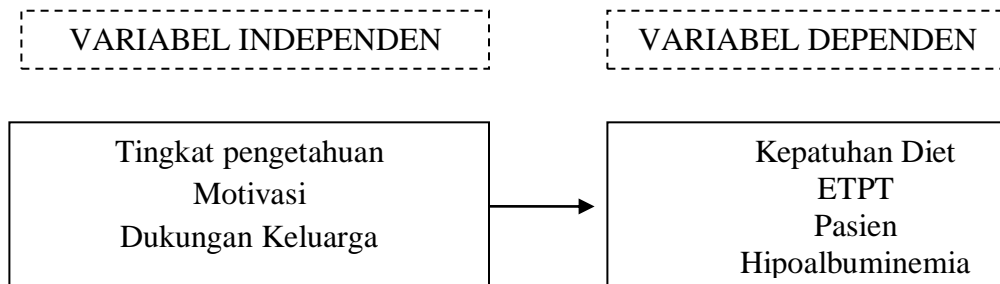 VARIABEL INDEPENDEN
VARIABEL DEPENDEN
Tingkat pengetahuan
Motivasi
Dukungan Keluarga
Kepatuhan Diet
ETPT
Pasien
Hipoalbuminemia